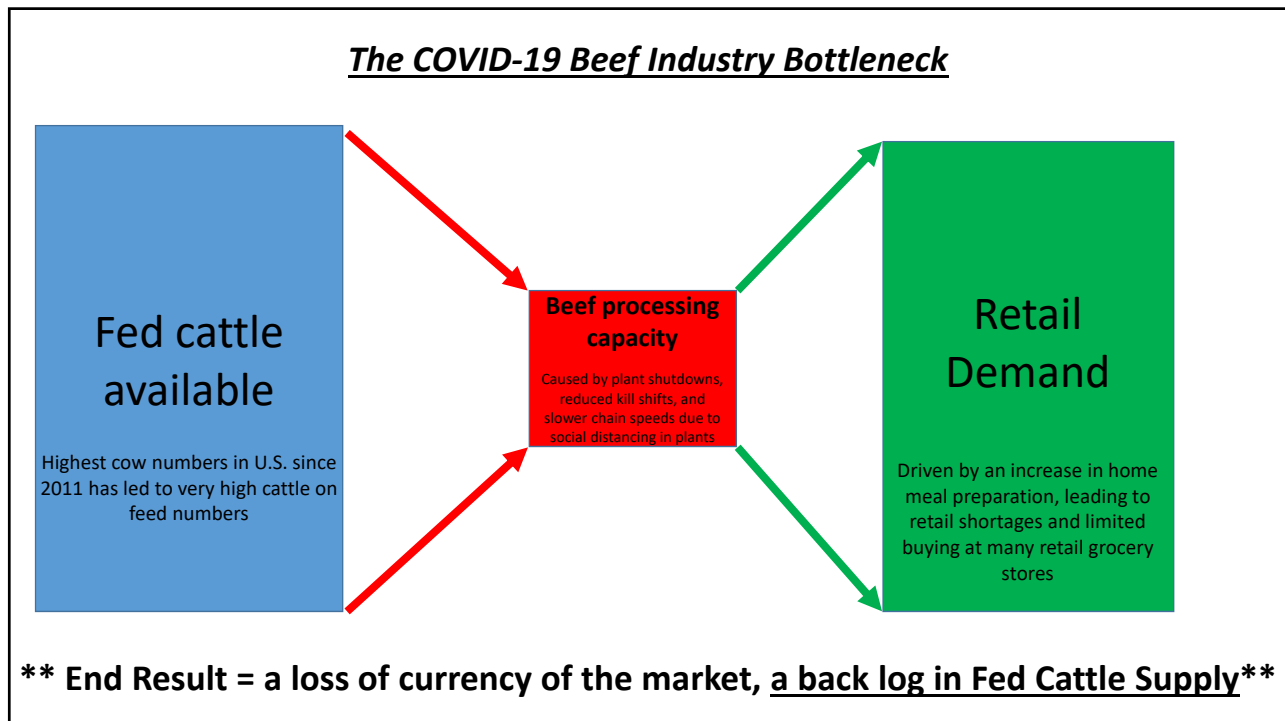 The COVID-19 Beef Industry Bottleneck
Fed cattle
available
Highest cow numbers in U.S. since
2011 has led to very high cattle on
feed numbers
Beef processing
capacity
Caused by plant shutdowns,
reduced kill shifts, and
slower chain speeds due to
social distancing in plants
Retail
Demand
Driven by an increase in home
meal preparation, leading to
retail shortages and limited
buying at many retail grocery
stores
** End Result = a loss of currency of the market, a back log in Fed Cattle Supply**